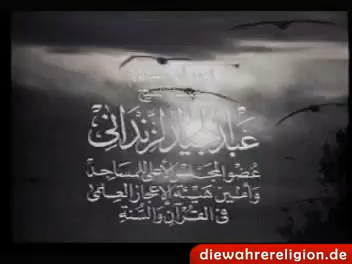 عبد المجيد الزنداني
عضو المجلس الأعلى للمساجد
وأمين هيئة الإعجاز العلمي
في القرآن والسنة
diewahrereligion.de